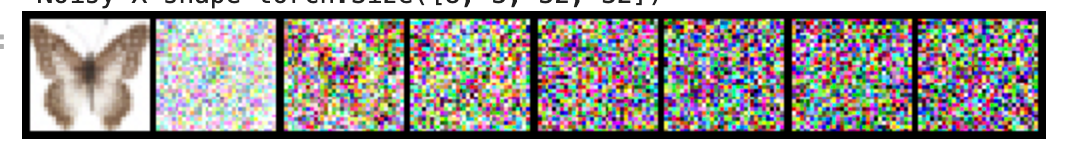 Noisy X shape torch.Size([8, 3, 32, 32])